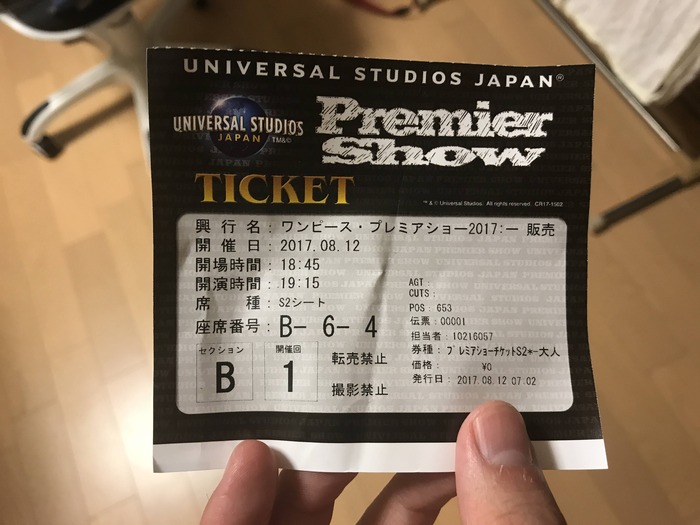 UNIVERSAL STUDIOS JAPAN®
UNIVERSAL STUDIOS
JAPAN TM&©
Premier
Show
TICKET
™ & © Universal Studios. All rights reserved. CR17-1502
興行名: ワンピース・プレミアショー2017:一 販売
開催日: 2017.08.12
開場時間: 18:45
開演時間: 19:15
席種: S2シート
座席番号: B- 6- 4
セクション
B
開催回
1
転売禁止
撮影禁止
AGT :
CUTS :
POS : 653
伝票: 00001
担当者: 10216057
券種: プレミアショーチケットS2*-大人
価格: ¥0
発行日: 2017.08.12 07:02